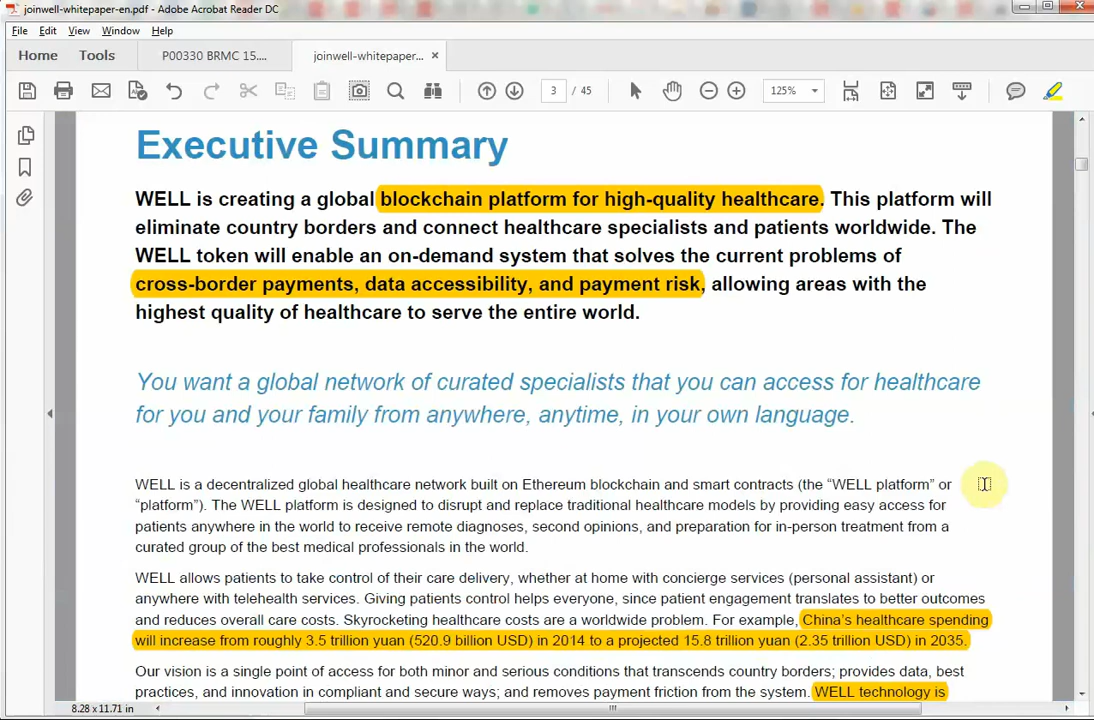 joinwell-whitepaper-en.pdf - Adobe Acrobat Reader DC
File Edit View Window Help
Home Tools P00330 BRMC 15.... joinwell-whitepaper... ×
3 / 45 125%
Executive Summary
WELL is creating a global blockchain platform for high-quality healthcare. This platform will
eliminate country borders and connect healthcare specialists and patients worldwide. The
WELL token will enable an on-demand system that solves the current problems of
cross-border payments, data accessibility, and payment risk, allowing areas with the
highest quality of healthcare to serve the entire world.
You want a global network of curated specialists that you can access for healthcare
for you and your family from anywhere, anytime, in your own language.
WELL is a decentralized global healthcare network built on Ethereum blockchain and smart contracts (the “WELL platform” or
“platform”). The WELL platform is designed to disrupt and replace traditional healthcare models by providing easy access for
patients anywhere in the world to receive remote diagnoses, second opinions, and preparation for in-person treatment from a
curated group of the best medical professionals in the world.
WELL allows patients to take control of their care delivery, whether at home with concierge services (personal assistant) or
anywhere with telehealth services. Giving patients control helps everyone, since patient engagement translates to better outcomes
and reduces overall care costs. Skyrocketing healthcare costs are a worldwide problem. For example, China’s healthcare spending
will increase from roughly 3.5 trillion yuan (520.9 billion USD) in 2014 to a projected 15.8 trillion yuan (2.35 trillion USD) in 2035.
Our vision is a single point of access for both minor and serious conditions that transcends country borders; provides data, best
practices, and innovation in compliant and secure ways; and removes payment friction from the system. WELL technology is
8.28 x 11.71 in